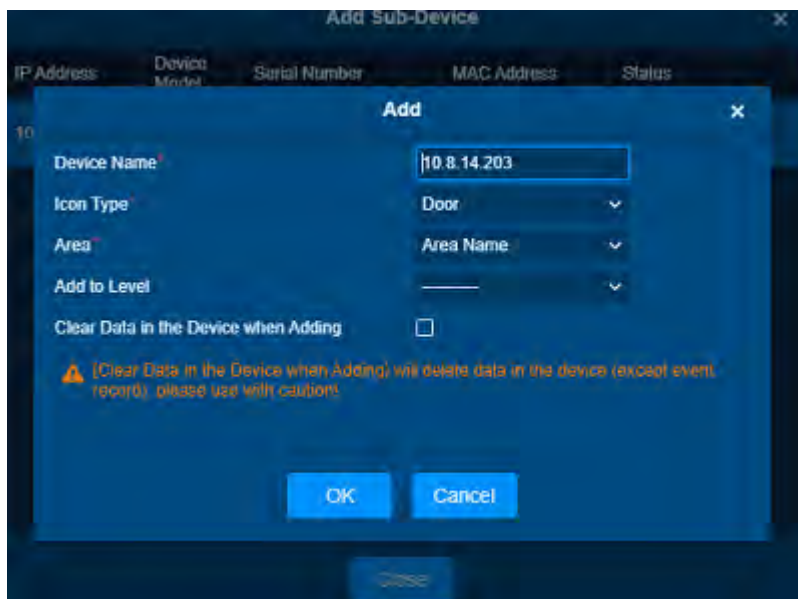 Add Sub-Device
IP Address Device Model Serial Number MAC Address Status
10
Add
Device Name* 10.8.14.203
Icon Type* Door
Area* Area Name
Add to Level ---------
Clear Data in the Device when Adding
[Clear Data in the Device when Adding] will delete data in the device (except event
record), please use with caution!
OK Cancel
Close